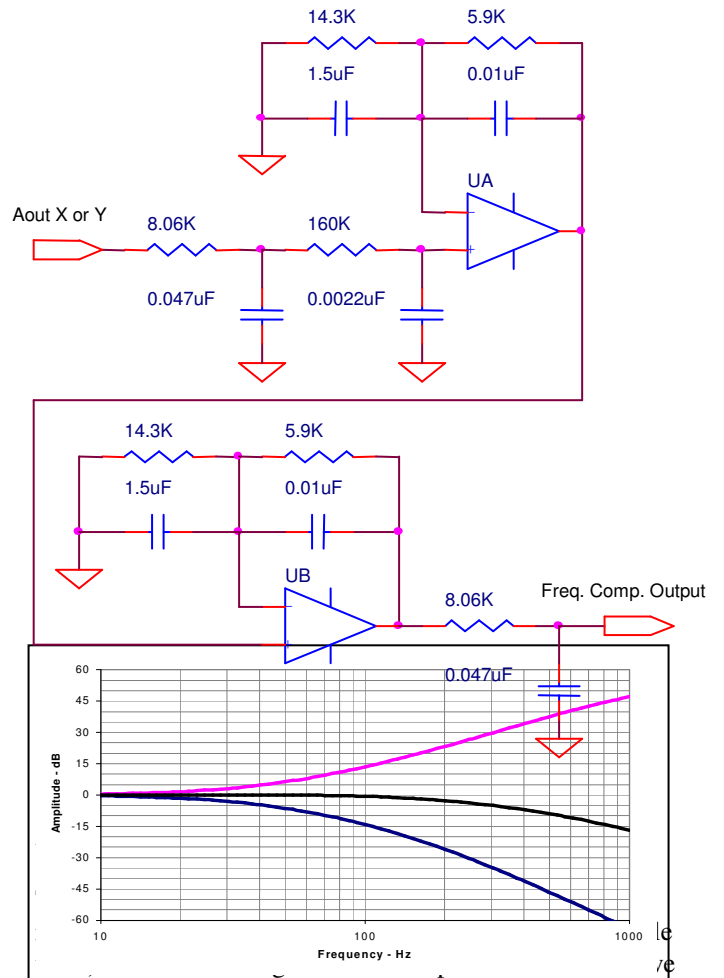 14.3K 5.9K
1.5uF 0.01uF
UA
Aout X or Y
8.06K 160K
0.047uF 0.0022uF
14.3K 5.9K
1.5uF 0.01uF
UB
8.06K
Freq. Comp. Output
0.047uF
60
45
30
15
0
-15
-30
-45
-60
Amplitude - dB
10 100 1000
Frequency - Hz